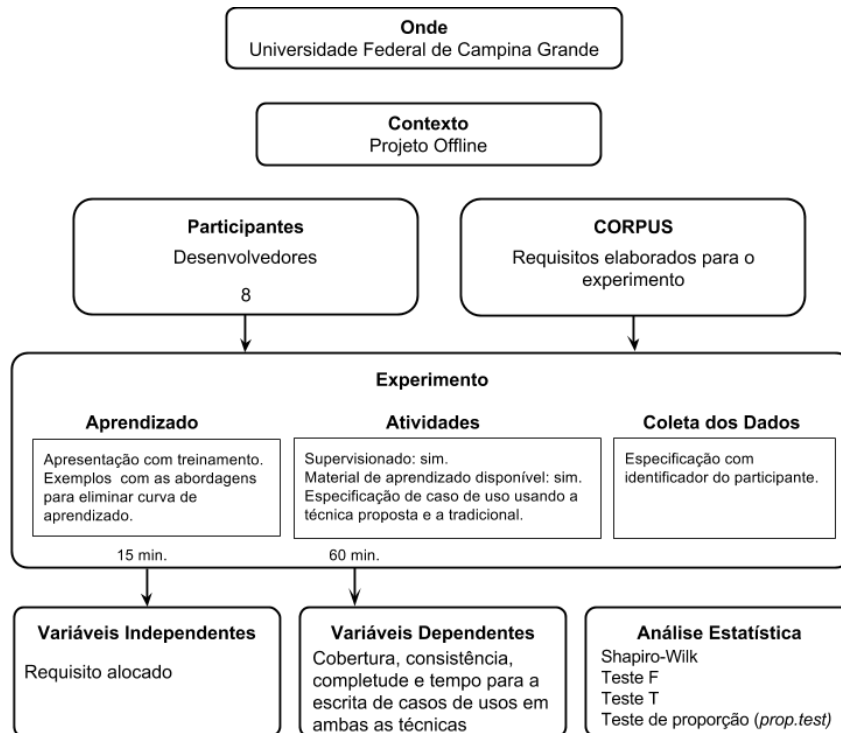 Onde
Universidade Federal de Campina Grande
Contexto
Projeto Offline
Participantes
Desenvolvedores
8
CORPUS
Requisitos elaborados para o
experimento
Experimento
Aprendizado
Apresentação com treinamento.
Exemplos com as abordagens
para eliminar curva de
aprendizado.
15 min.
Atividades
Supervisionado: sim.
Material de aprendizado disponível: sim.
Especificação de caso de uso usando a
técnica proposta e a tradicional.
60 min.
Coleta dos Dados
Especificação com
identificador do participante.
Variáveis Independentes
Requisito alocado
Variáveis Dependentes
Cobertura, consistência,
completude e tempo para a
escrita de casos de usos em
ambas as técnicas
Análise Estatística
Shapiro-Wilk
Teste F
Teste T
Teste de proporção (prop.test)